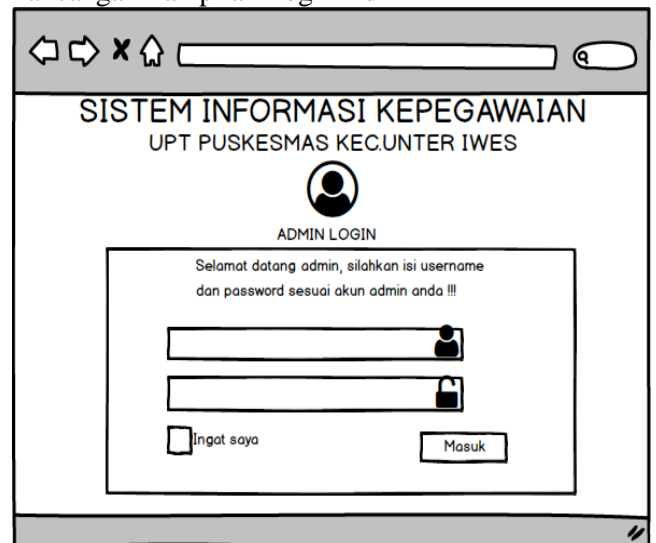 SISTEM INFORMASI KEPEGAWAIAN
UPT PUSKESMAS KEC.UNTER IWES
ADMIN LOGIN
Selamat datang admin, silahkan isi username
dan password sesuai akun admin anda !!!
Ingat saya
Masuk